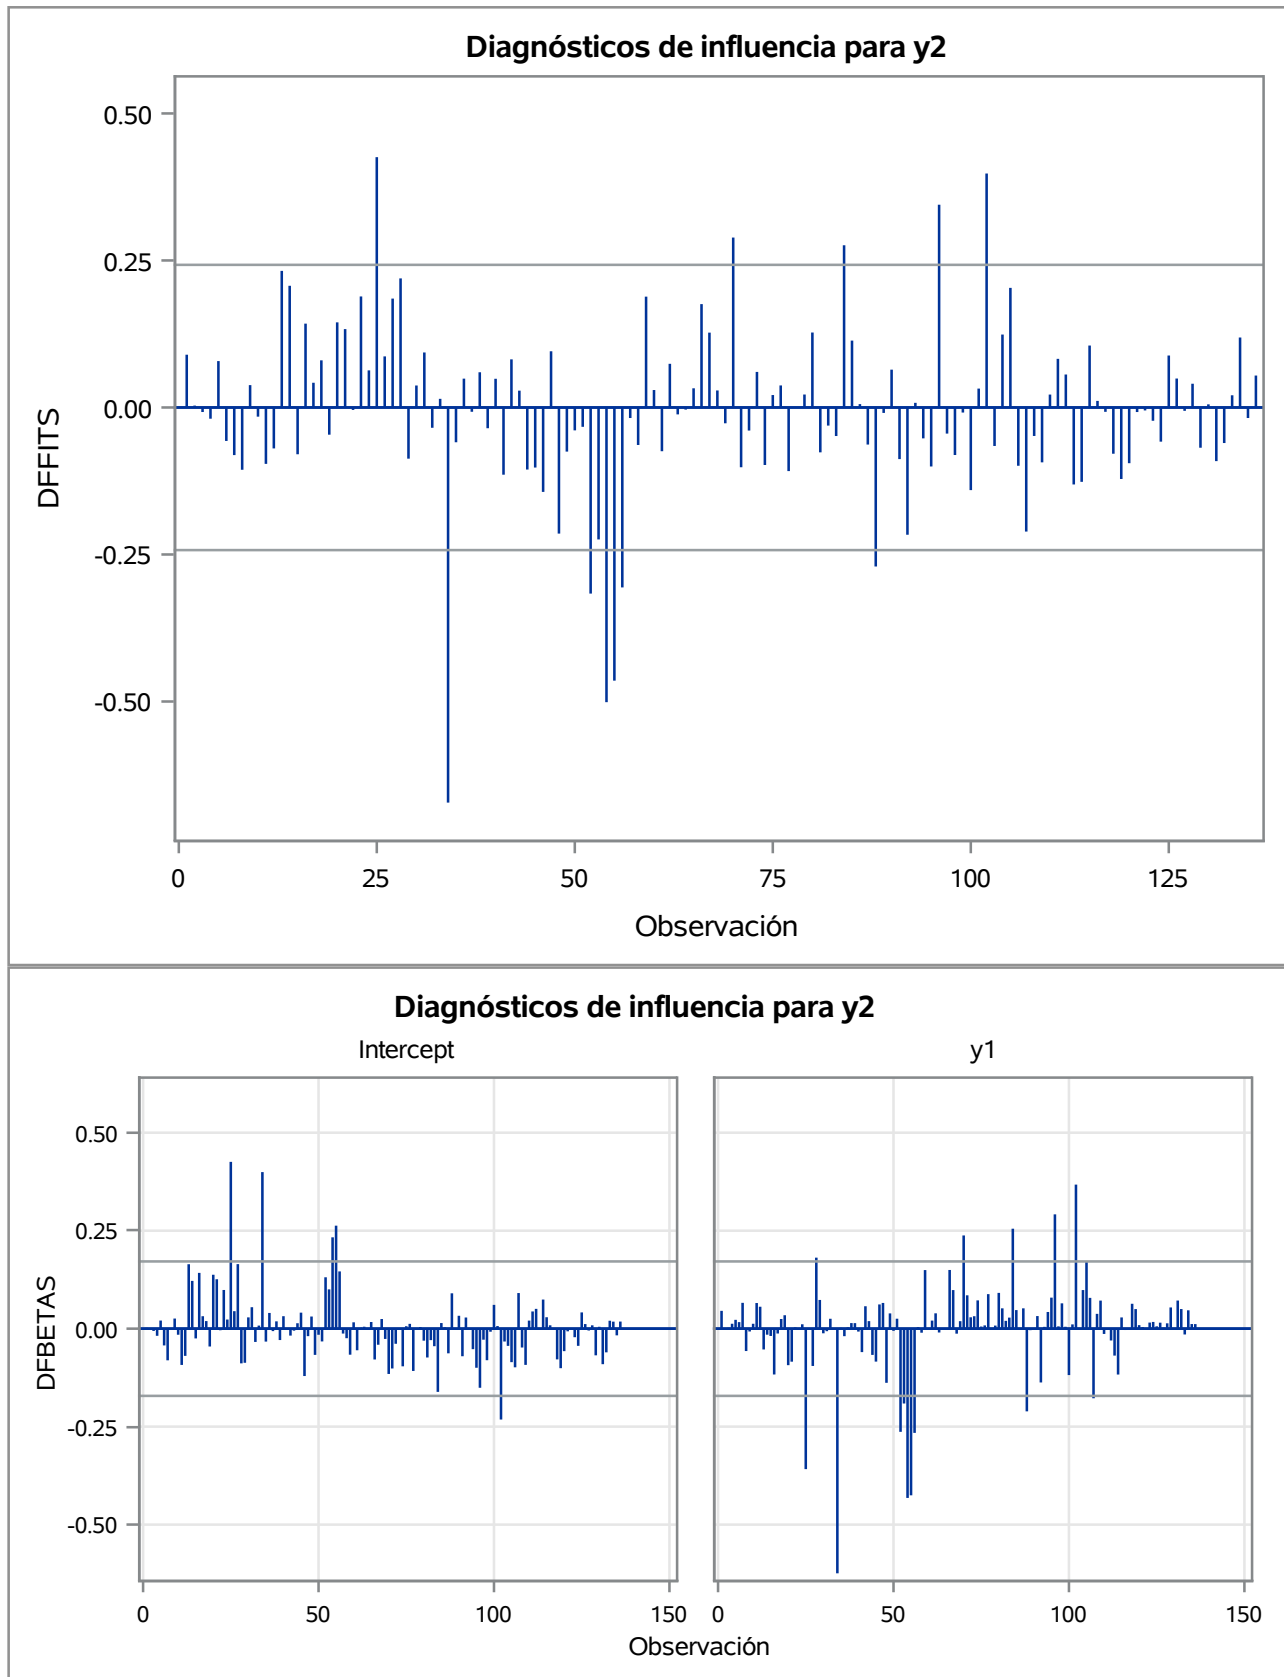 Diagnósticos de influencia para y2
0.50
0.25
0.00
-0.25
-0.50
DFFITS
0 25 50 75 100 125
Observación
Diagnósticos de influencia para y2
Intercept y1
0.50
0.25
0.00
-0.25
-0.50
DFBETAS
0 50 100 150 0 50 100 150
Observación